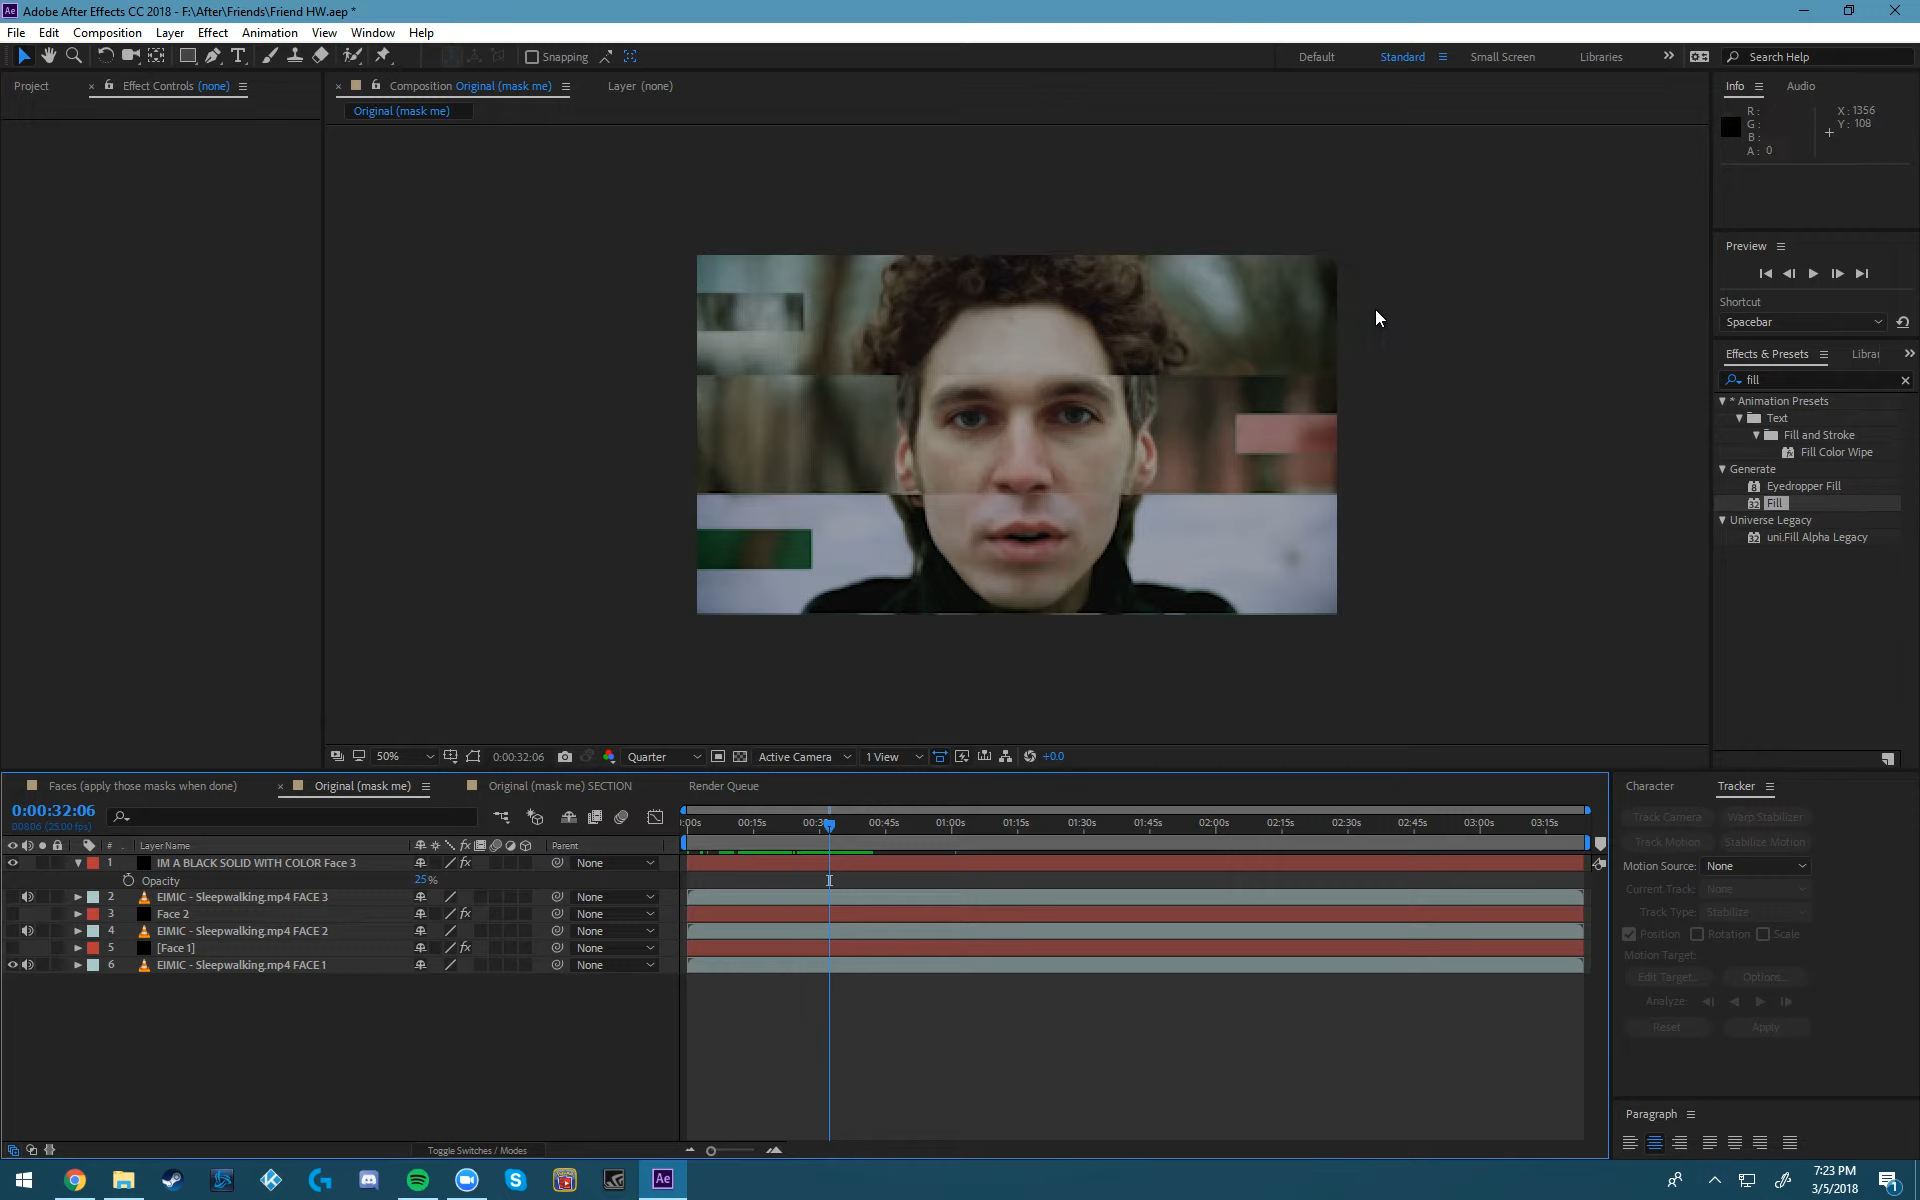 Adobe After Effects CC 2018 - F:\After\Friends\Friend HW.aep *
File Edit Composition Layer Effect Animation View Window Help
Snapping
Default Standard Small Screen Libraries Search Help
Project Effect Controls (none)
Composition Original (mask me) Layer (none)
Original (mask me)
Info Audio
R :
G :
B :
A : 0
X : 1356
Y : 108
Preview
Shortcut
Spacebar
Effects & Presets Librar
fill
* Animation Presets
Text
Fill and Stroke
Fill Color Wipe
Generate
Eyedropper Fill
Fill
Universe Legacy
uni.Fill Alpha Legacy
50% 0:00:32:06 Quarter Active Camera 1 View +0.0
Faces (apply those masks when done) Original (mask me) Original (mask me) SECTION Render Queue
0:00:32:06
00806 (25.00 fps)
:00s 00:15s 00:30s 00:45s 01:00s 01:15s 01:30s 01:45s 02:00s 02:15s 02:30s 02:45s 03:00s 03:15s
# Layer Name Parent
1 IM A BLACK SOLID WITH COLOR Face 3 None
Opacity 25%
2 EIMIC - Sleepwalking.mp4 FACE 3 None
3 Face 2 None
4 EIMIC - Sleepwalking.mp4 FACE 2 None
5 [Face 1] None
6 EIMIC - Sleepwalking.mp4 FACE 1 None
Toggle Switches / Modes
Character Tracker
Track Camera Warp Stabilizer
Track Motion Stabilize Motion
Motion Source: None
Current Track: None
Track Type: Stabilize
Position Rotation Scale
Motion Target:
Edit Target... Options...
Analyze:
Reset Apply
Paragraph
Ae
7:23 PM
3/5/2018
1